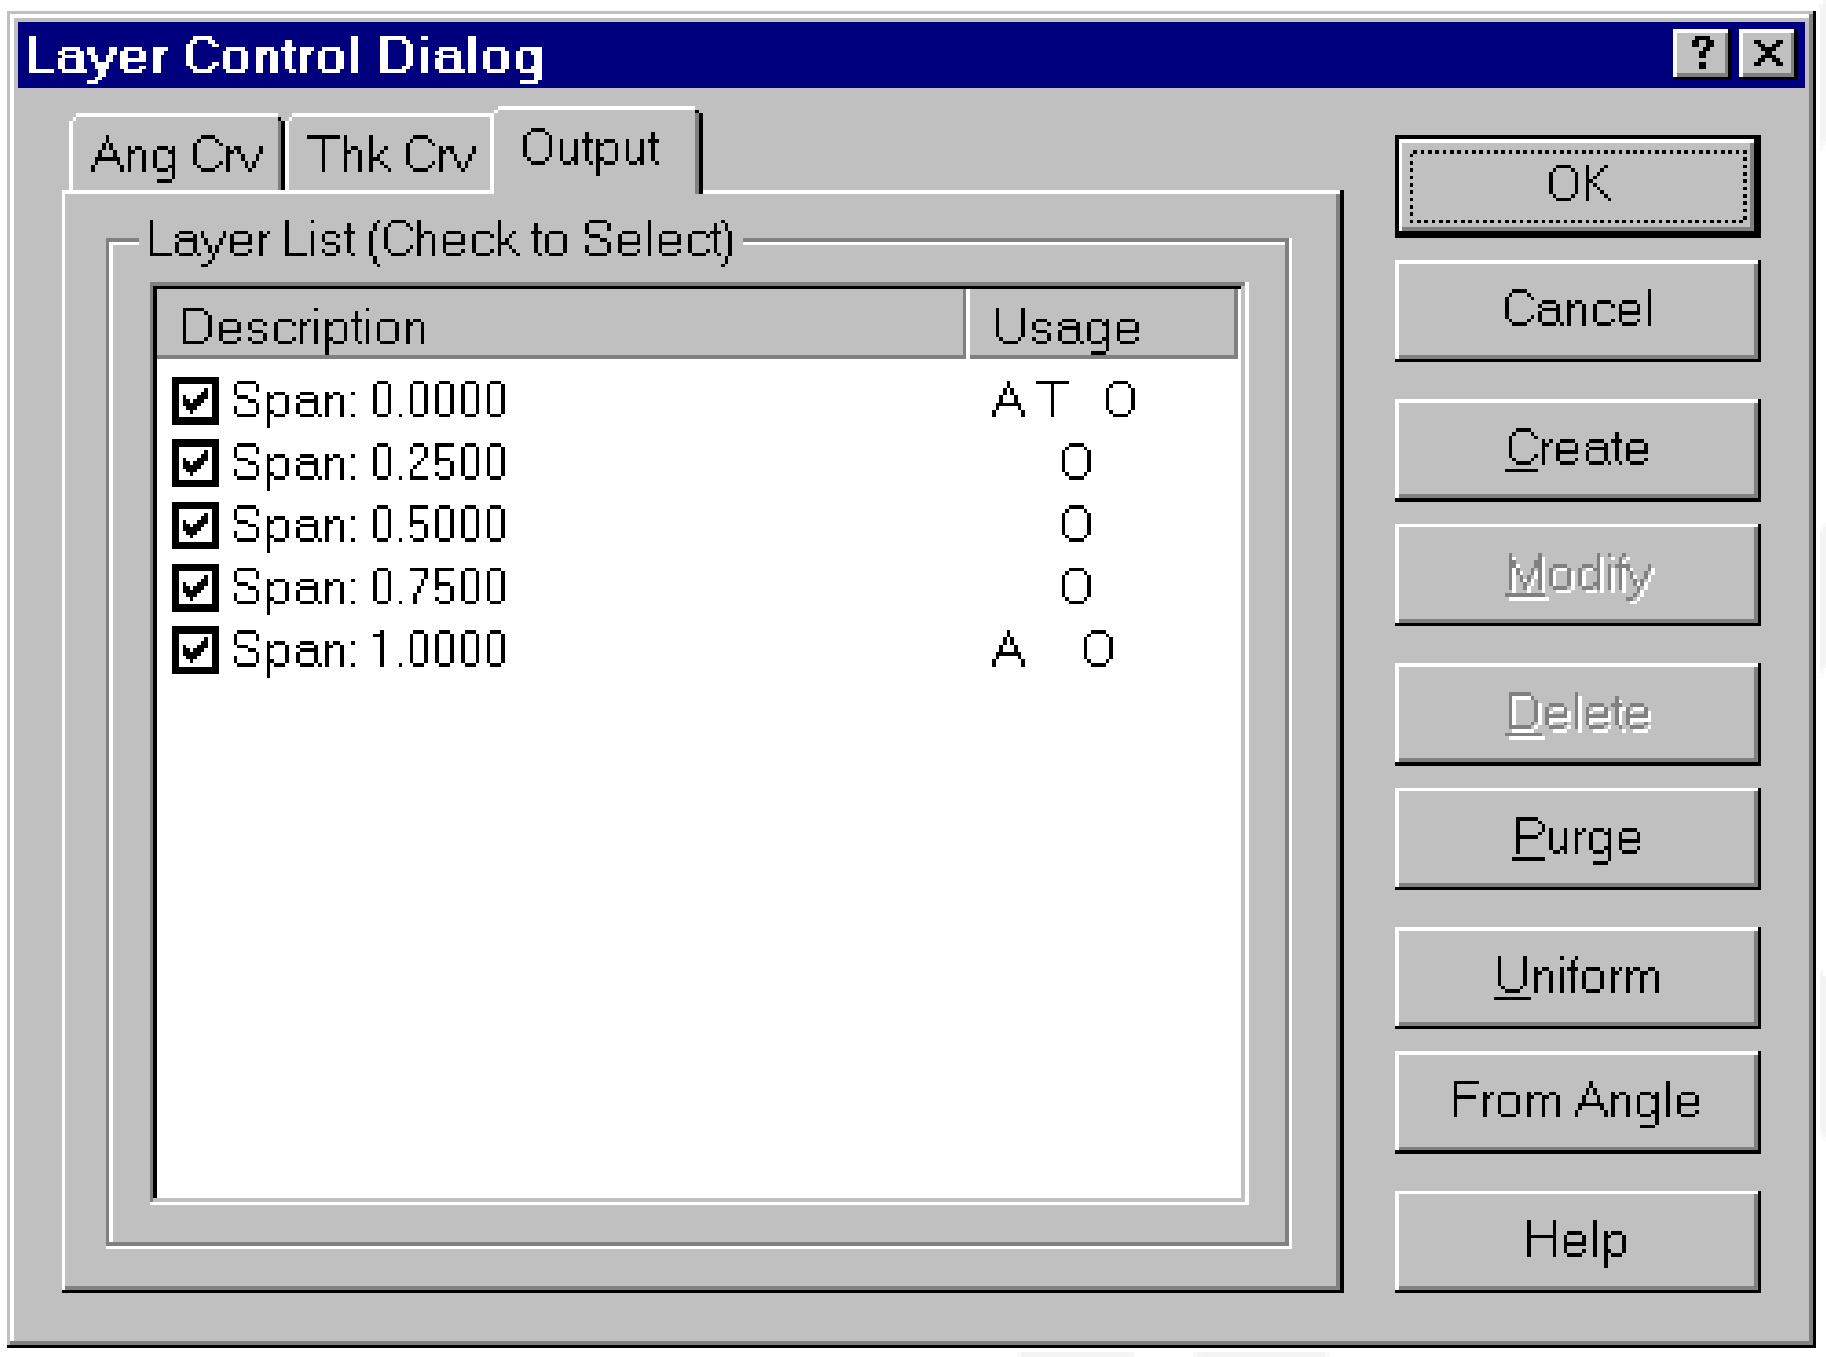 Layer Control Dialog
Ang Crv Thk Crv Output
Layer List (Check to Select)
Description Usage
Span: 0.0000 A T O
Span: 0.2500 O
Span: 0.5000 O
Span: 0.7500 O
Span: 1.0000 A O
OK
Cancel
Create
Modify
Delete
Purge
Uniform
From Angle
Help